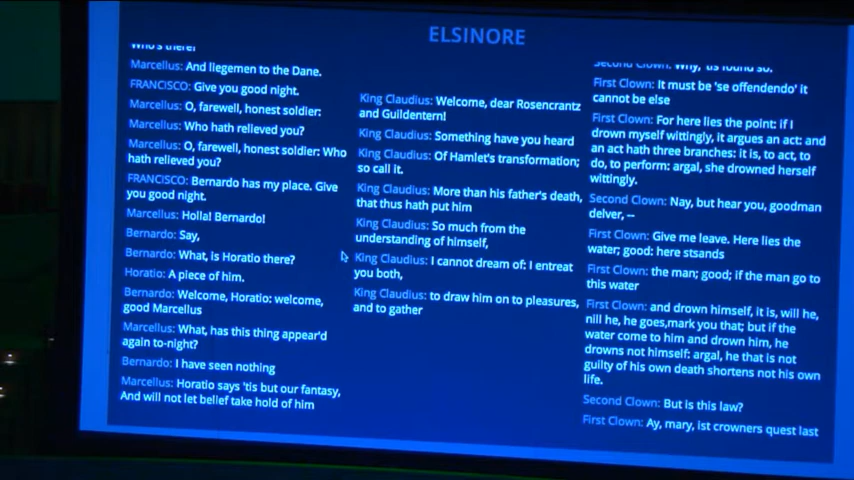 ELSINORE
Who's there!
Marcellus: And liegemen to the Dane.
FRANCISCO: Give you good night.
Marcellus: O, farewell, honest soldier:
Marcellus: Who hath relieved you?
Marcellus: O, farewell, honest soldier: Who
hath relieved you?
FRANCISCO: Bernardo has my place. Give
you good night.
Marcellus: Holla! Bernardo!
Bernardo: Say,
Bernardo: What, is Horatio there?
Horatio: A piece of him.
Bernardo: Welcome, Horatio: welcome,
good Marcellus
Marcellus: What, has this thing appear'd
again to-night?
Bernardo: I have seen nothing
Marcellus: Horatio says 'tis but our fantasy,
And will not let belief take hold of him
King Claudius: Welcome, dear Rosencrantz
and Guildentern!
King Claudius: Something have you heard
King Claudius: Of Hamlet's transformation;
so call it.
King Claudius: More than his father's death,
that thus hath put him
King Claudius: So much from the
understanding of himself,
King Claudius: I cannot dream of: I entreat
you both,
King Claudius: to draw him on to pleasures,
and to gather
Second Clown: Why, 'tis found so.
First Clown: It must be 'se offendendo' it
cannot be else
First Clown: For here lies the point: if I
drown myself wittingly, it argues an act: and
an act hath three branches: it is, to act, to
do, to perform: argal, she drowned herself
wittingly.
Second Clown: Nay, but hear you, goodman
delver, --
First Clown: Give me leave. Here lies the
water; good: here stsands
First Clown: the man; good; if the man go to
this water
First Clown: and drown himself, it is, will he,
nill he, he goes,mark you that; but if the
water come to him and drown him, he
drowns not himself: argal, he that is not
guilty of his own death shortens not his own
life.
Second Clown: But is this law?
First Clown: Ay, mary, ist crowners quest last